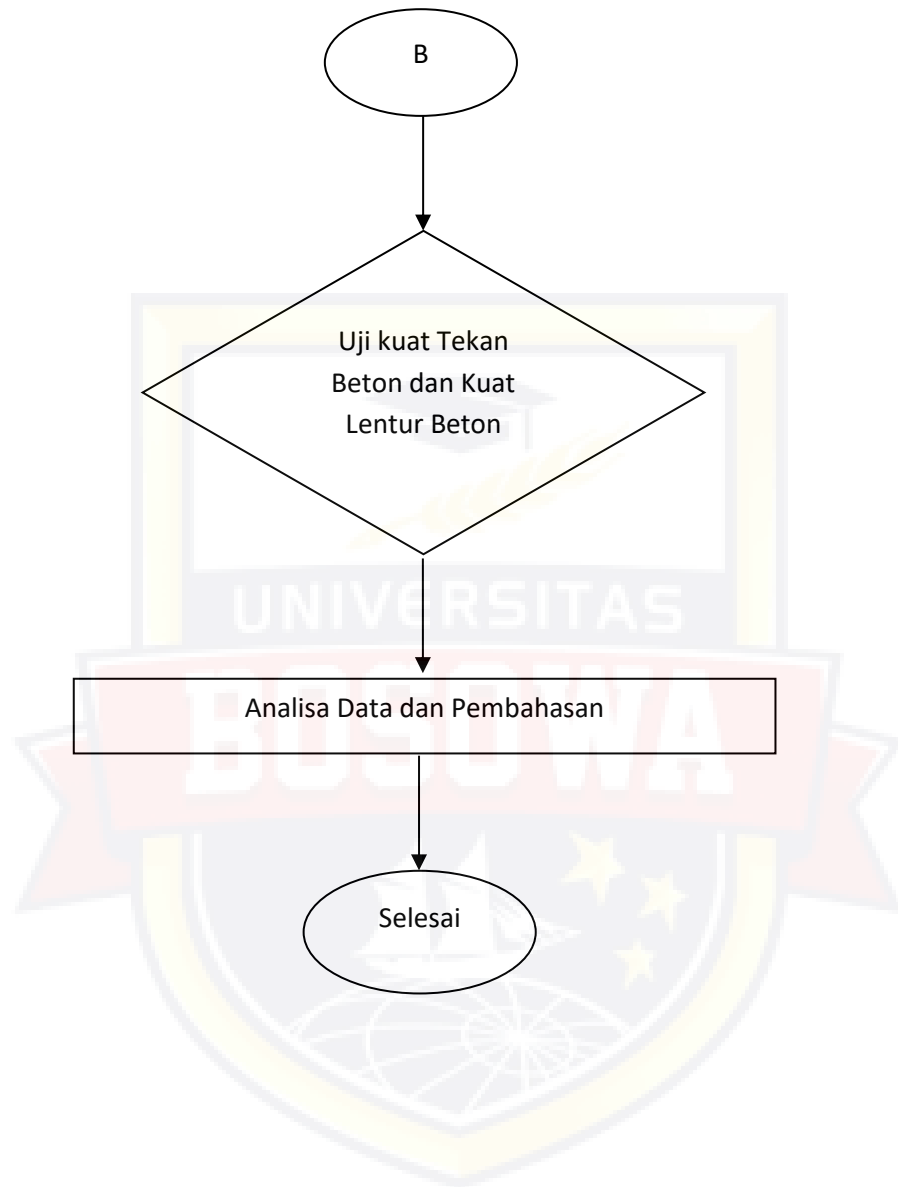 B
Uji kuat Tekan
Beton dan Kuat
Lentur Beton
UNIVERSITAS
Analisa Data dan Pembahasan
BOSOWA
Selesai